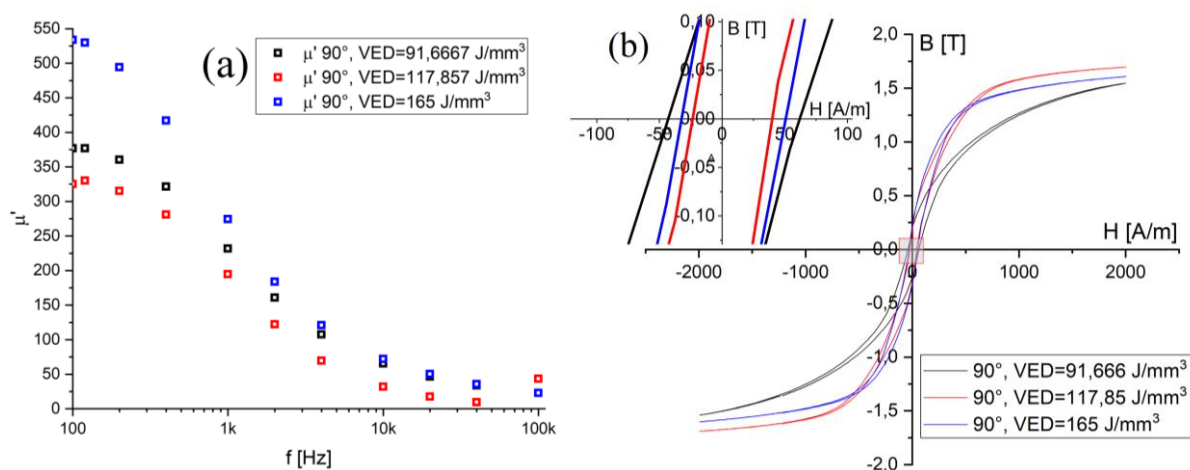 (a)
μ' 90°, VED=91,6667 J/mm³
μ' 90°, VED=117,857 J/mm³
μ' 90°, VED=165 J/mm³
550
500
450
400
350
300
250
200
150
100
50
0
μ'
100
1k
10k
100k
f [Hz]
(b)
0,10
B [T]
0,05
0,00
H [A/m]
-100
-50
50
100
-0,05
-0,10
2,0
B [T]
1,5
1,0
0,5
0,0
H [A/m]
-2000
-1000
0
1000
2000
-0,5
-1,0
-1,5
-2,0
90°, VED=91,666 J/mm³
90°, VED=117,85 J/mm³
90°, VED=165 J/mm³